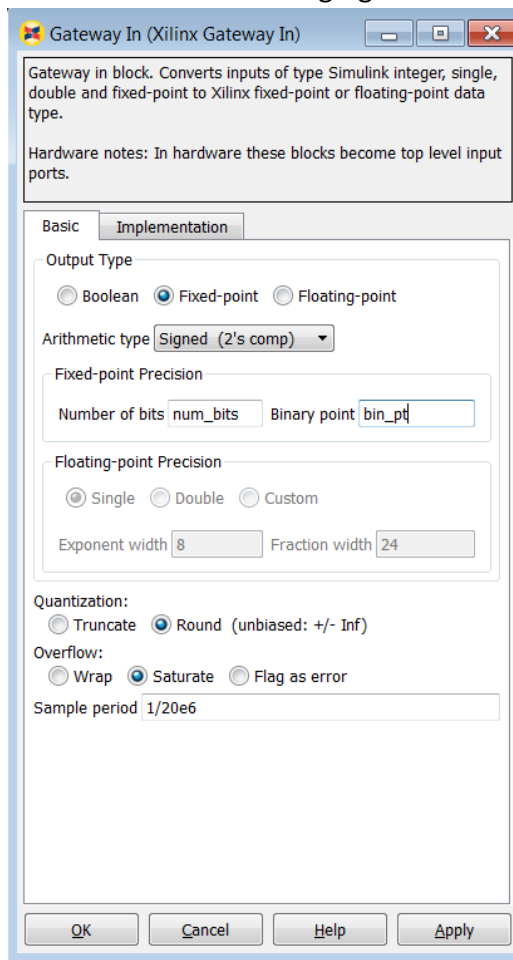 Gateway In (Xilinx Gateway In)
Gateway in block. Converts inputs of type Simulink integer, single,
double and fixed-point to Xilinx fixed-point or floating-point data
type.
Hardware notes: In hardware these blocks become top level input
ports.
Basic Implementation
Output Type
Boolean Fixed-point Floating-point
Arithmetic type Signed (2's comp)
Fixed-point Precision
Number of bits num_bits Binary point bin_pt
Floating-point Precision
Single Double Custom
Exponent width 8 Fraction width 24
Quantization:
Truncate Round (unbiased: +/- Inf)
Overflow:
Wrap Saturate Flag as error
Sample period 1/20e6
OK Cancel Help Apply